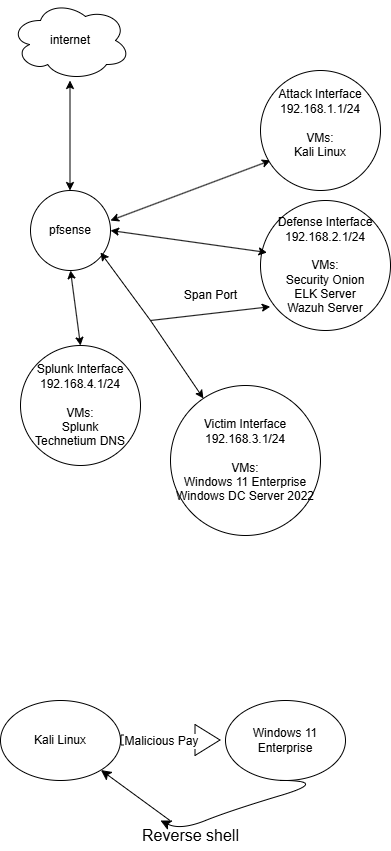 internet
Attack Interface
192.168.1.1/24
VMs:
Kali Linux
pfsense
Defense Interface
192.168.2.1/24
VMs:
Security Onion
ELK Server
Wazuh Server
Span Port
Splunk Interface
192.168.4.1/24
VMs:
Splunk
Technetium DNS
Victim Interface
192.168.3.1/24
VMs:
Windows 11 Enterprise
Windows DC Server 2022
Kali Linux
Malicious Pay
Windows 11
Enterprise
Reverse shell